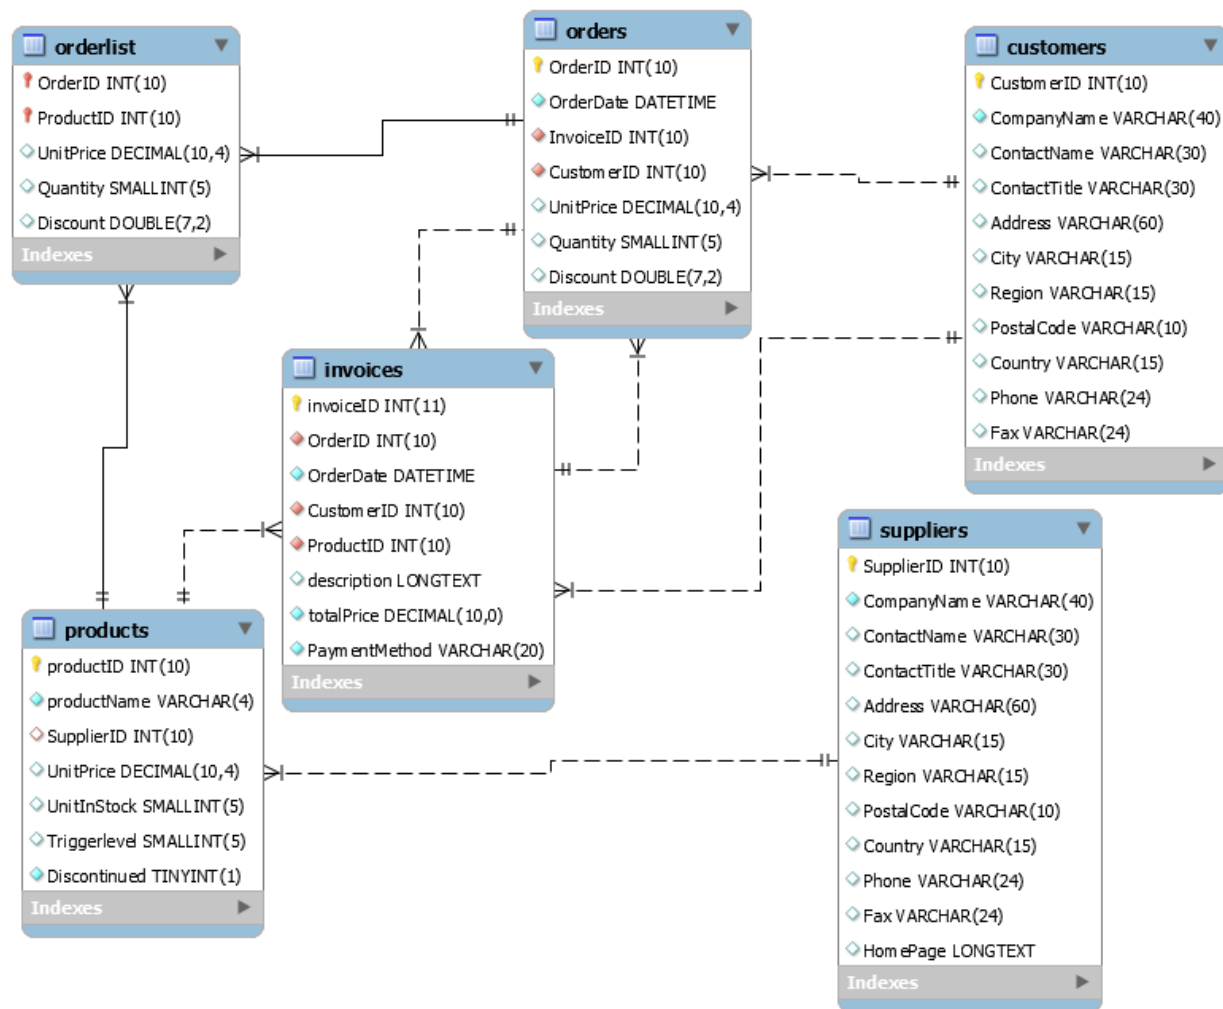 orderlist
OrderID INT(10)
ProductID INT(10)
UnitPrice DECIMAL(10,4)
Quantity SMALLINT(5)
Discount DOUBLE(7,2)
Indexes
orders
OrderID INT(10)
OrderDate DATETIME
InvoiceID INT(10)
CustomerID INT(10)
UnitPrice DECIMAL(10,4)
Quantity SMALLINT(5)
Discount DOUBLE(7,2)
Indexes
customers
CustomerID INT(10)
CompanyName VARCHAR(40)
ContactName VARCHAR(30)
ContactTitle VARCHAR(30)
Address VARCHAR(60)
City VARCHAR(15)
Region VARCHAR(15)
PostalCode VARCHAR(10)
Country VARCHAR(15)
Phone VARCHAR(24)
Fax VARCHAR(24)
Indexes
invoices
invoiceID INT(11)
OrderID INT(10)
OrderDate DATETIME
CustomerID INT(10)
ProductID INT(10)
description LONGTEXT
totalPrice DECIMAL(10,0)
PaymentMethod VARCHAR(20)
Indexes
products
productID INT(10)
productName VARCHAR(4)
SupplierID INT(10)
UnitPrice DECIMAL(10,4)
UnitInStock SMALLINT(5)
Triggerlevel SMALLINT(5)
Discontinued TINYINT(1)
Indexes
suppliers
SupplierID INT(10)
CompanyName VARCHAR(40)
ContactName VARCHAR(30)
ContactTitle VARCHAR(30)
Address VARCHAR(60)
City VARCHAR(15)
Region VARCHAR(15)
PostalCode VARCHAR(10)
Country VARCHAR(15)
Phone VARCHAR(24)
Fax VARCHAR(24)
HomePage LONGTEXT
Indexes